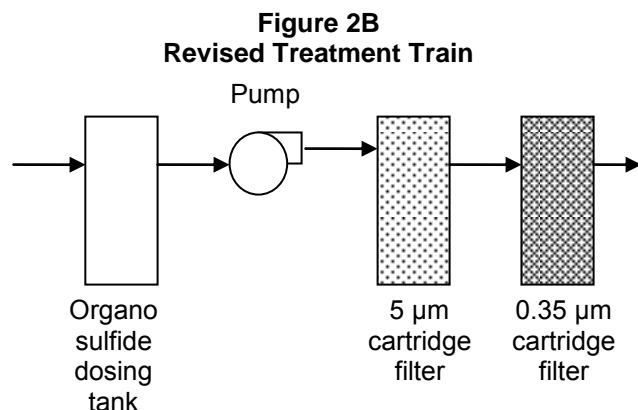 Figure 2B
Revised Treatment Train
Pump
Organo
sulfide
dosing
tank
5 µm
cartridge
filter
0.35 µm
cartridge
filter